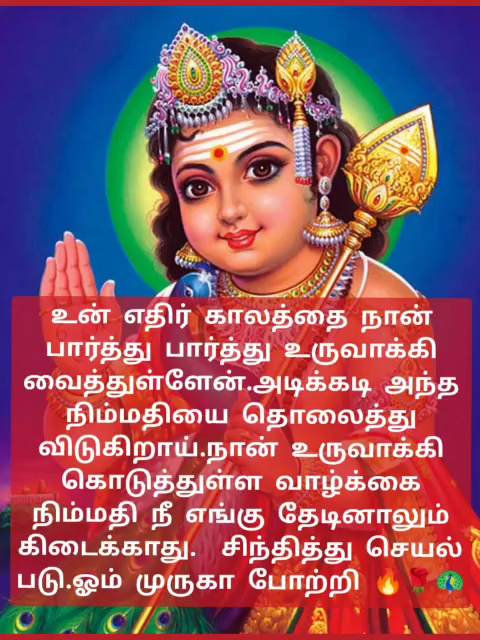 உன் எதிர் காலத்தை நான்
பார்த்து பார்த்து உருவாக்கி
வைத்துள்ளேன்.அடிக்கடி அந்த
நிம்மதியை தொலைத்து
விடுகிறாய்.நான் உருவாக்கி
கொடுத்துள்ள வாழ்க்கை
நிம்மதி நீ எங்கு தேடினாலும்
கிடைக்காது. சிந்தித்து செயல்
படு.ஓம் முருகா போற்றி 🔥🌹🦚